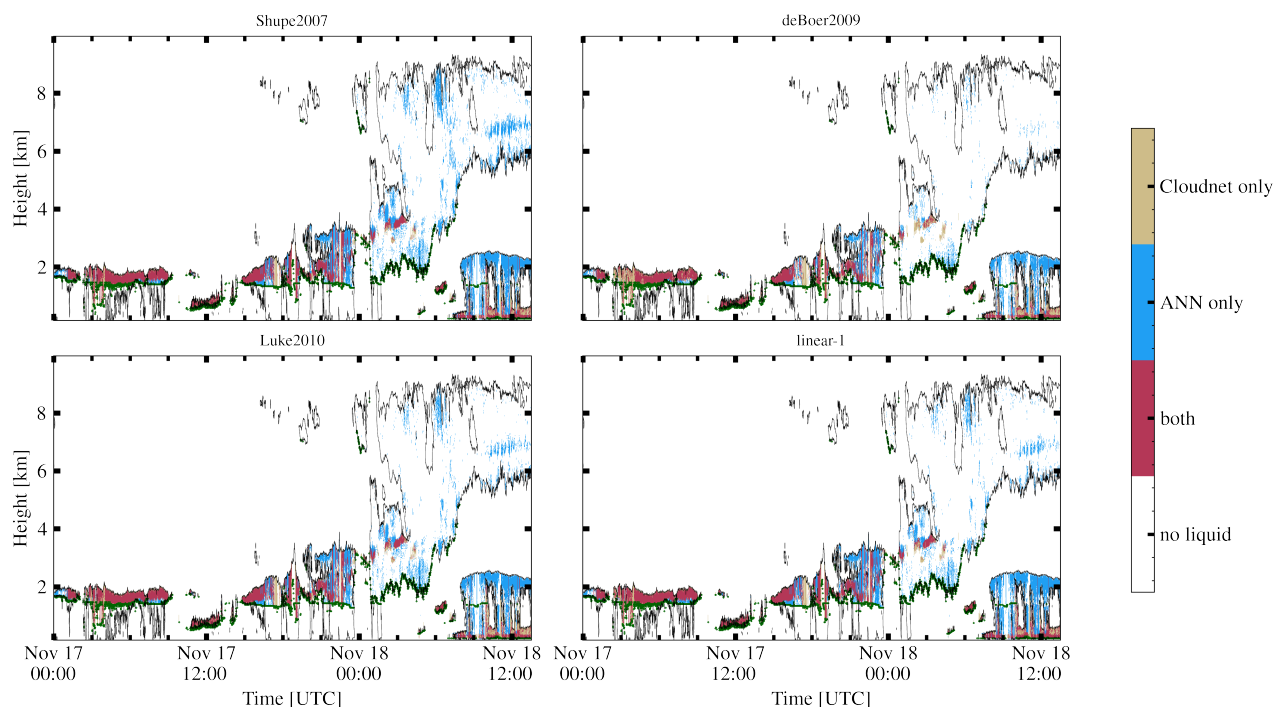 Shupe2007
deBoer2009
Height [km]
8
6
4
2
Cloudnet only
ANN only
both
no liquid
Luke2010
linear-1
Height [km]
8
6
4
2
Nov 17
00:00
Nov 17
12:00
Nov 18
00:00
Nov 18
12:00
Nov 17
00:00
Nov 17
12:00
Nov 18
00:00
Nov 18
12:00
Time [UTC]
Time [UTC]